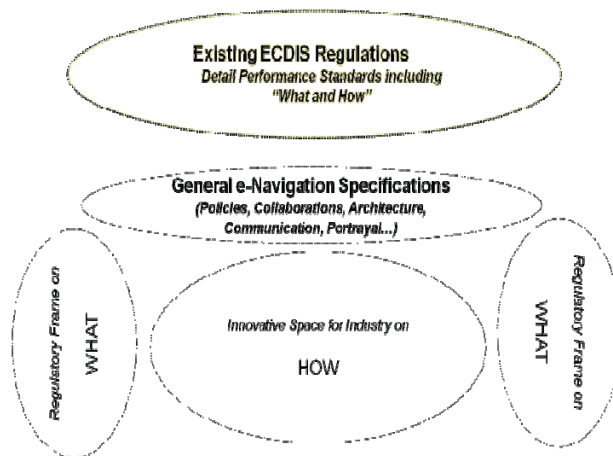 Existing ECDIS Regulations
Detail Performance Standards including
"What and How"
General e-Navigation Specifications
(Policies, Collaborations, Architecture,
Communication, Portrayal...)
Regulatory Frame on
WHAT
Innovative Space for Industry on
HOW
Regulatory Frame on
WHAT